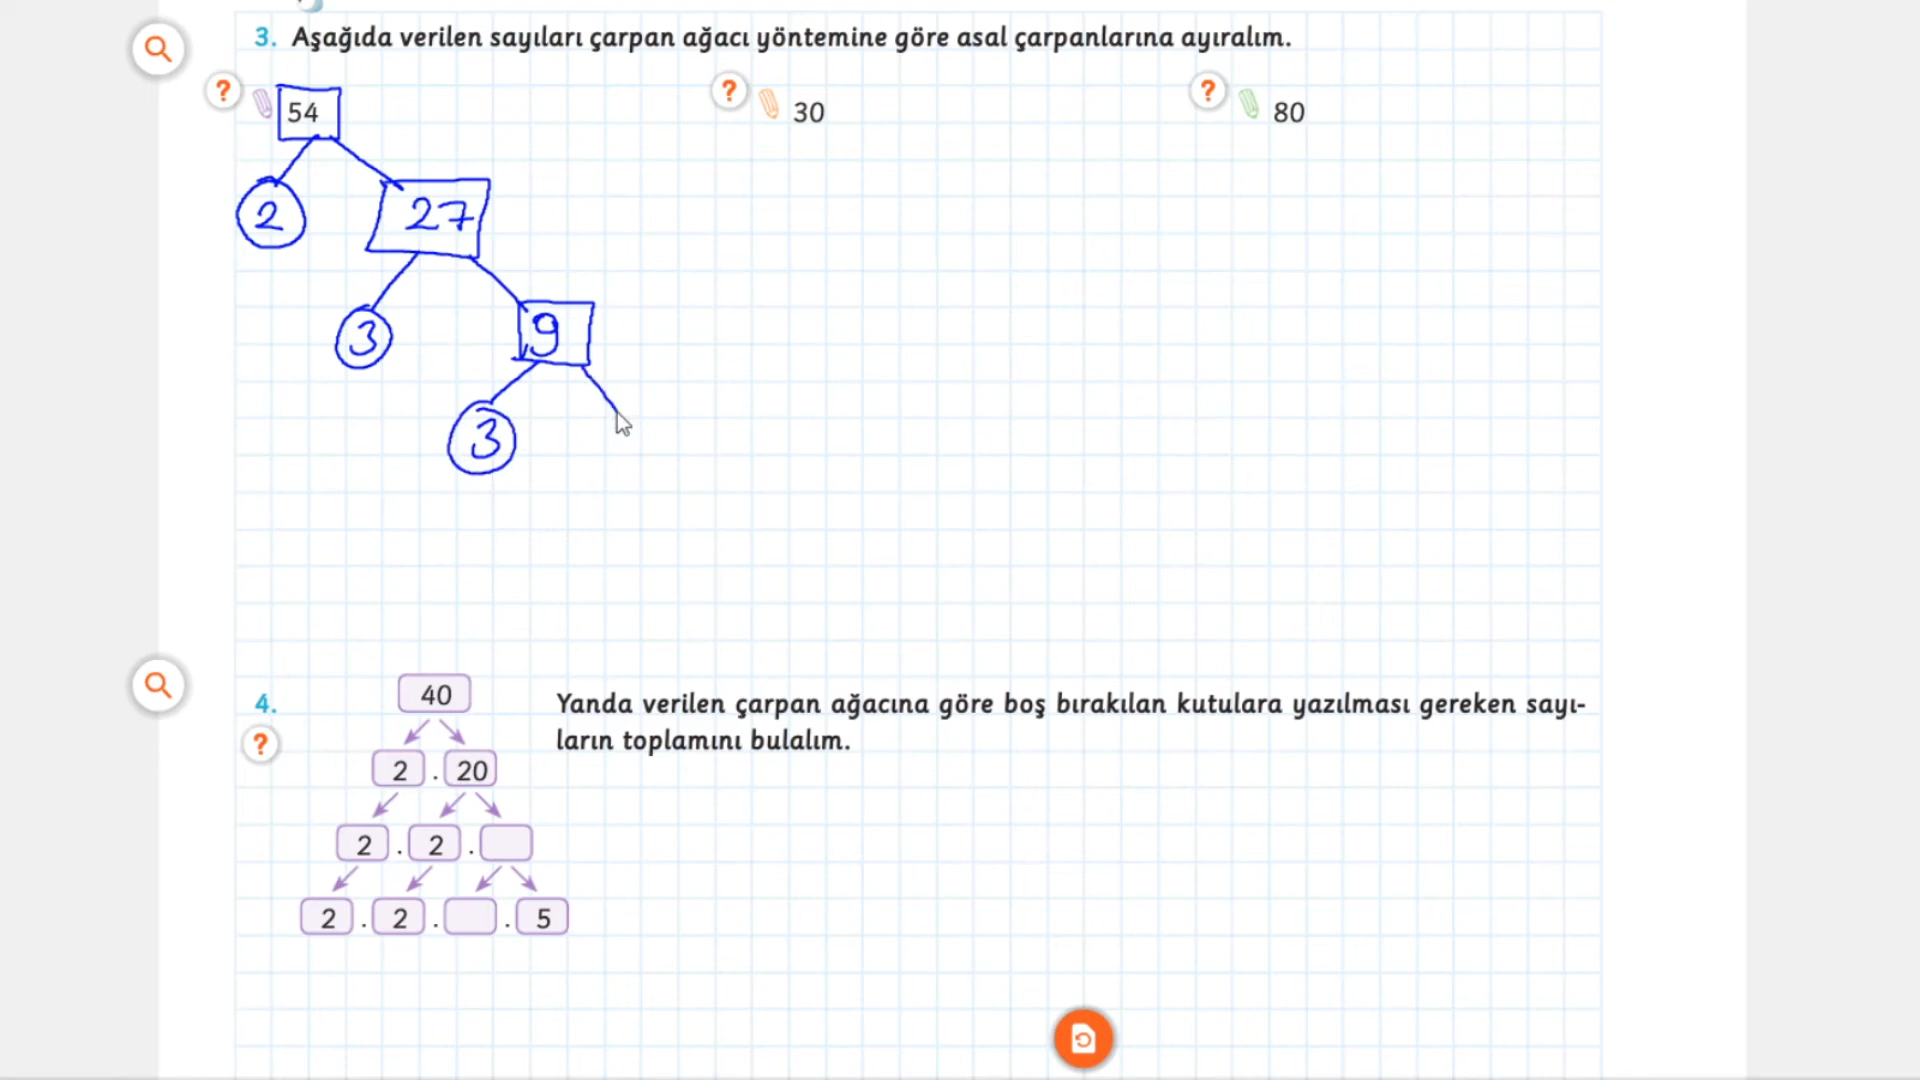 3. Aşağıda verilen sayıları çarpan ağacı yöntemine göre asal çarpanlarına ayıralım.
? 54 ? 30 ? 80
2 27
3 9
3
4. 40 Yanda verilen çarpan ağacına göre boş bırakılan kutulara yazılması gereken sayı-
ların toplamını bulalım.
?
2 . 20
2 . 2 .
2 . 2 . . 5